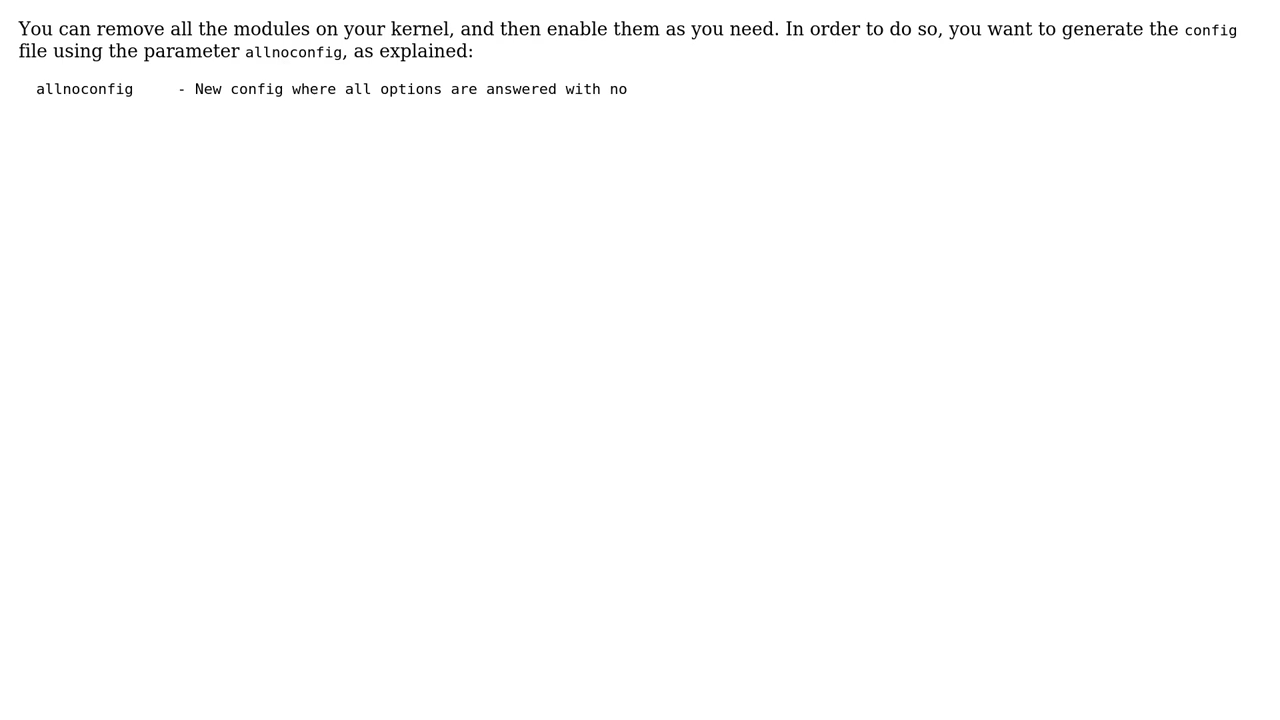 You can remove all the modules on your kernel, and then enable them as you need. In order to do so, you want to generate the config
file using the parameter allnoconfig, as explained:
allnoconfig     - New config where all options are answered with no